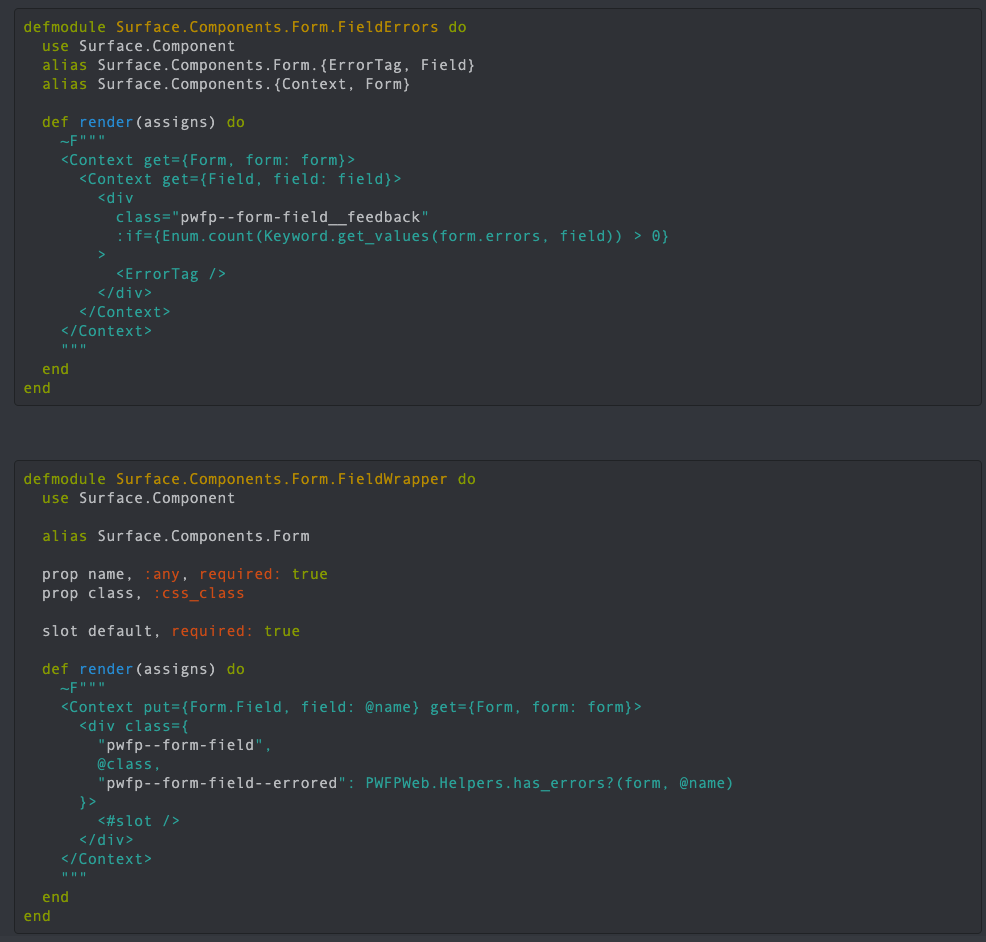 defmodule Surface.Components.Form.FieldErrors do
  use Surface.Component
  alias Surface.Components.Form.{ErrorTag, Field}
  alias Surface.Components.{Context, Form}

  def render(assigns) do
    ~F"""
    <Context get={Form, form: form}>
      <Context get={Field, field: field}>
        <div
          class="pwfp--form-field__feedback"
          :if={Enum.count(Keyword.get_values(form.errors, field)) > 0}
        >
          <ErrorTag />
        </div>
      </Context>
    </Context>
    """
  end
end

defmodule Surface.Components.Form.FieldWrapper do
  use Surface.Component

  alias Surface.Components.Form

  prop name, :any, required: true
  prop class, :css_class

  slot default, required: true

  def render(assigns) do
    ~F"""
    <Context put={Form.Field, field: @name} get={Form, form: form}>
      <div class={
        "pwfp--form-field",
        @class,
        "pwfp--form-field--errored": PWFPWeb.Helpers.has_errors?(form, @name)
      }>
        <#slot />
      </div>
    </Context>
    """
  end
end